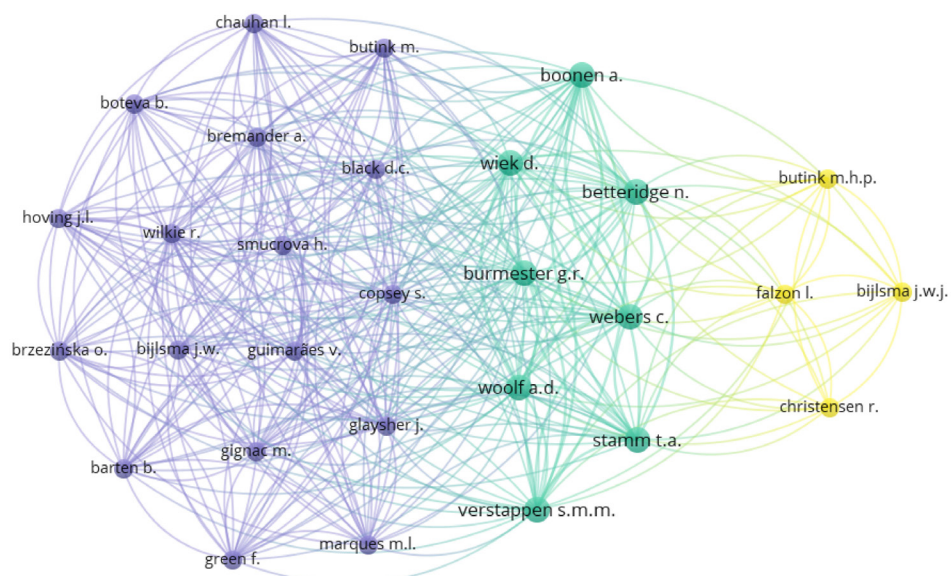 chauhan l.
butink m.
boonen a.
boteva b.
bremander a.
black d.c.
wiek d.
betteridge n.
butink m.h.p.
hoving j.l.
wilkie r.
smucrova h.
burmester g.r.
copsey s.
falzon l.
bijlsma j.w.j.
webers c.
brzezińska o.
bijlsma j.w.
guimarães v.
woolf a.d.
christensen r.
glaysher j.
stamm t.a.
gignac m.
barten b.
verstappen s.m.m.
marques m.l.
green f.